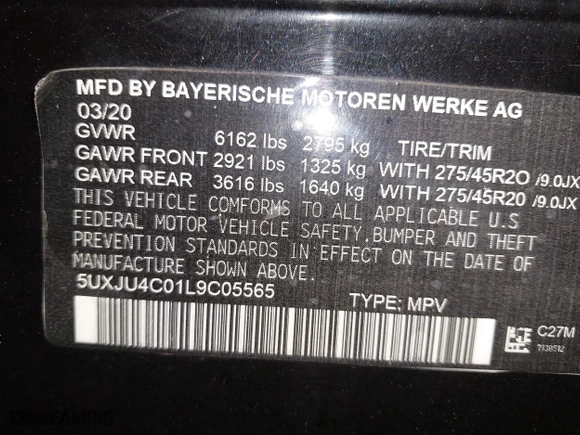 MFD BY BAYERISCHE MOTOREN WERKE AG
03/20
GVWR 6162 lbs 2795 kg TIRE/TRIM
GAWR FRONT 2921 lbs 1325 kg WITH 275/45R20 /9.0JX
GAWR REAR 3616 lbs 1640 kg WITH 275/45R20 /9.0JX
THIS VEHICLE COMFORMS TO ALL APPLICABLE U.S
FEDERAL MOTOR VEHICLE SAFETY, BUMPER AND THEFT
PREVENTION STANDARDS IN EFFECT ON THE DATE OF
MANUFACTURE SHOWN ABOVE.
5UXJU4C01L9C05565 TYPE: MPV
C27M